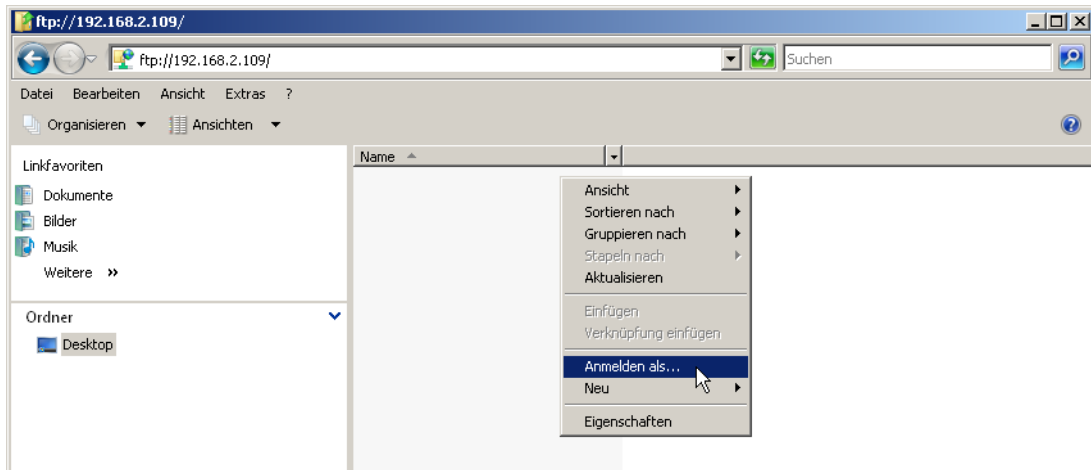 ftp://192.168.2.109/
ftp://192.168.2.109/
Suchen
Datei Bearbeiten Ansicht Extras ?
Organisieren Ansichten
Linkfavoriten
Dokumente
Bilder
Musik
Weitere »
Ordner
Desktop
Name
Ansicht
Sortieren nach
Gruppieren nach
Stapeln nach
Aktualisieren
Einfügen
Verknüpfung einfügen
Anmelden als...
Neu
Eigenschaften